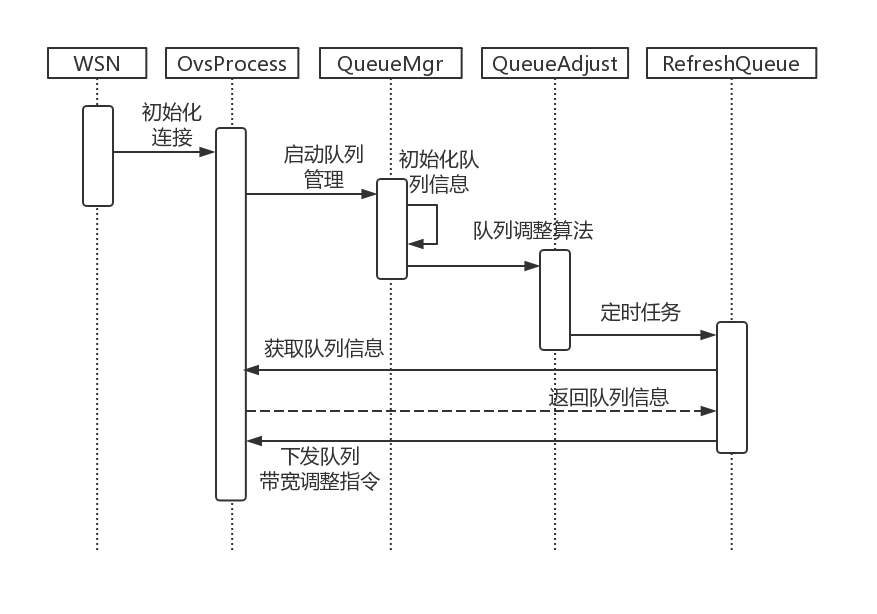 WSN
OvsProcess
QueueMgr
QueueAdjust
RefreshQueue
初始化
连接
启动队列
管理
初始化队
列信息
队列调整算法
定时任务
获取队列信息
返回队列信息
下发队列
带宽调整指令